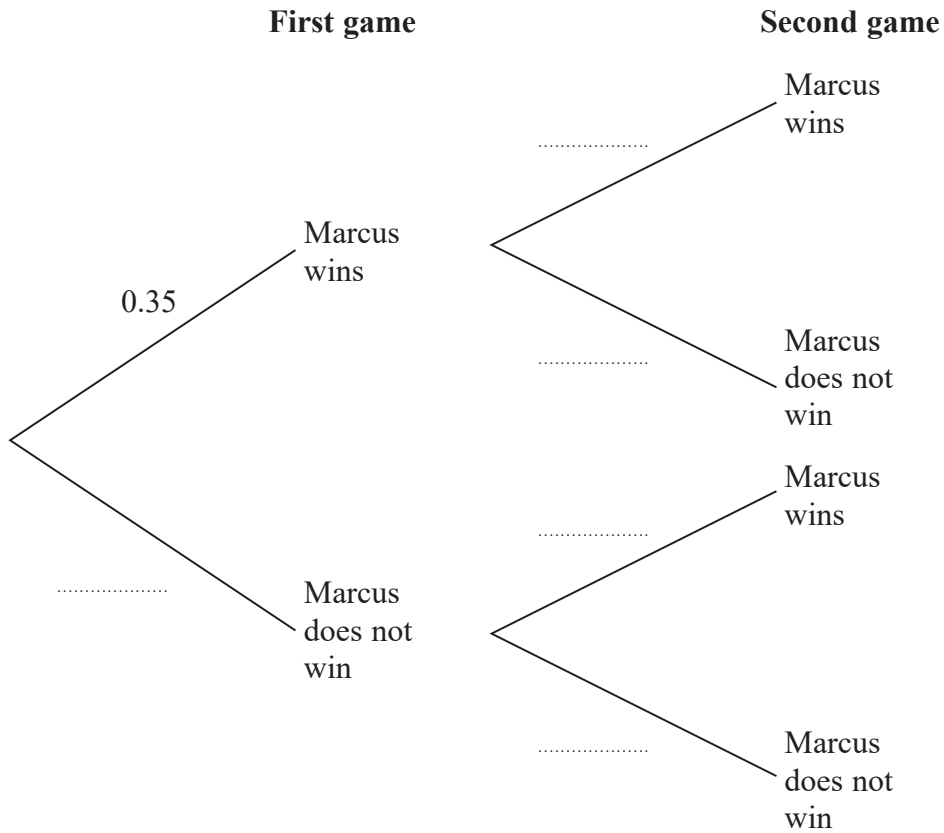 First game
Second game
Marcus
wins
....................
Marcus
wins
0.35
....................
Marcus
does not
win
Marcus
wins
....................
....................
Marcus
does not
win
....................
Marcus
does not
win